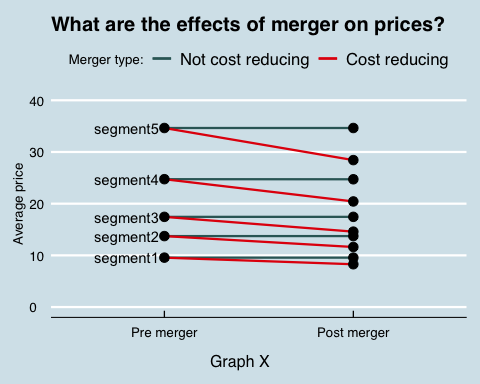 What are the effects of merger on prices?
Merger type: Not cost reducing Cost reducing
Average price
40
30
20
10
0
segment5
segment4
segment3
segment2
segment1
Pre merger Post merger
Graph X